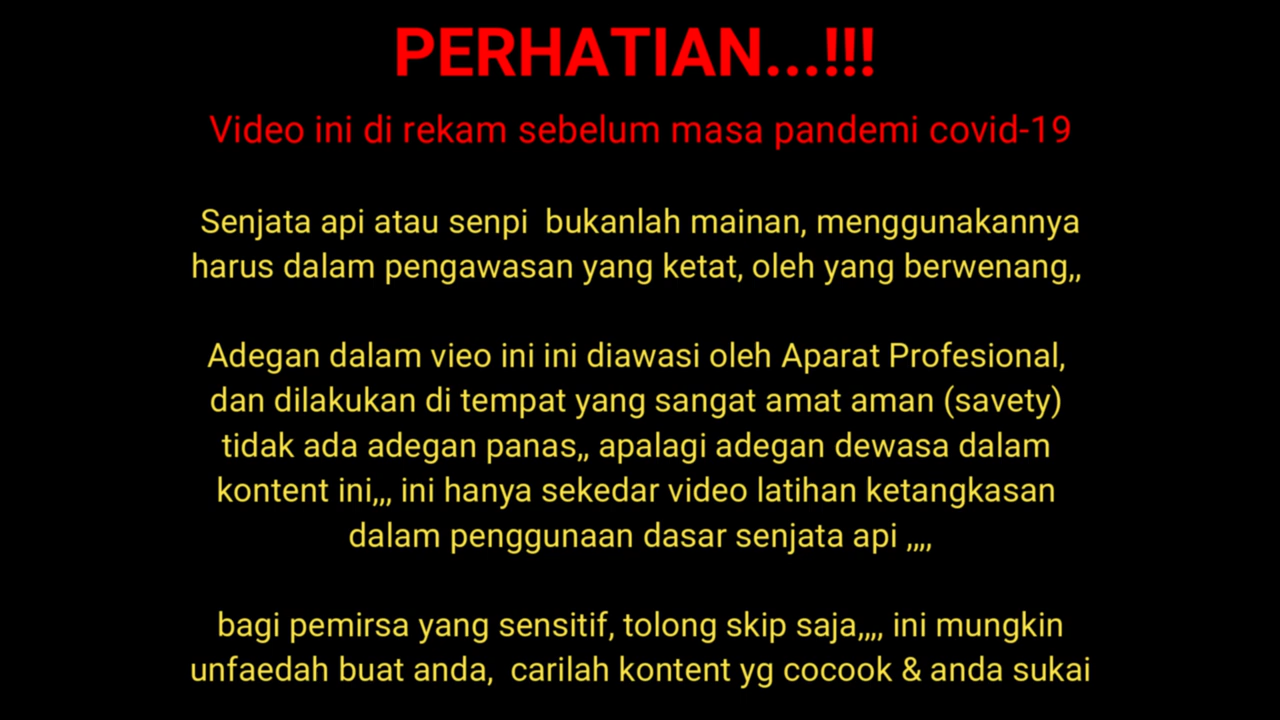 PERHATIAN...!!!
Video ini di rekam sebelum masa pandemi covid-19
Senjata api atau senpi  bukanlah mainan, menggunakannya
harus dalam pengawasan yang ketat, oleh yang berwenang,,
Adegan dalam vieo ini ini diawasi oleh Aparat Profesional,
dan dilakukan di tempat yang sangat amat aman (savety)
tidak ada adegan panas,, apalagi adegan dewasa dalam
kontent ini,,, ini hanya sekedar video latihan ketangkasan
dalam penggunaan dasar senjata api ,,,,
bagi pemirsa yang sensitif, tolong skip saja,,,, ini mungkin
unfaedah buat anda,  carilah kontent yg cocook & anda sukai